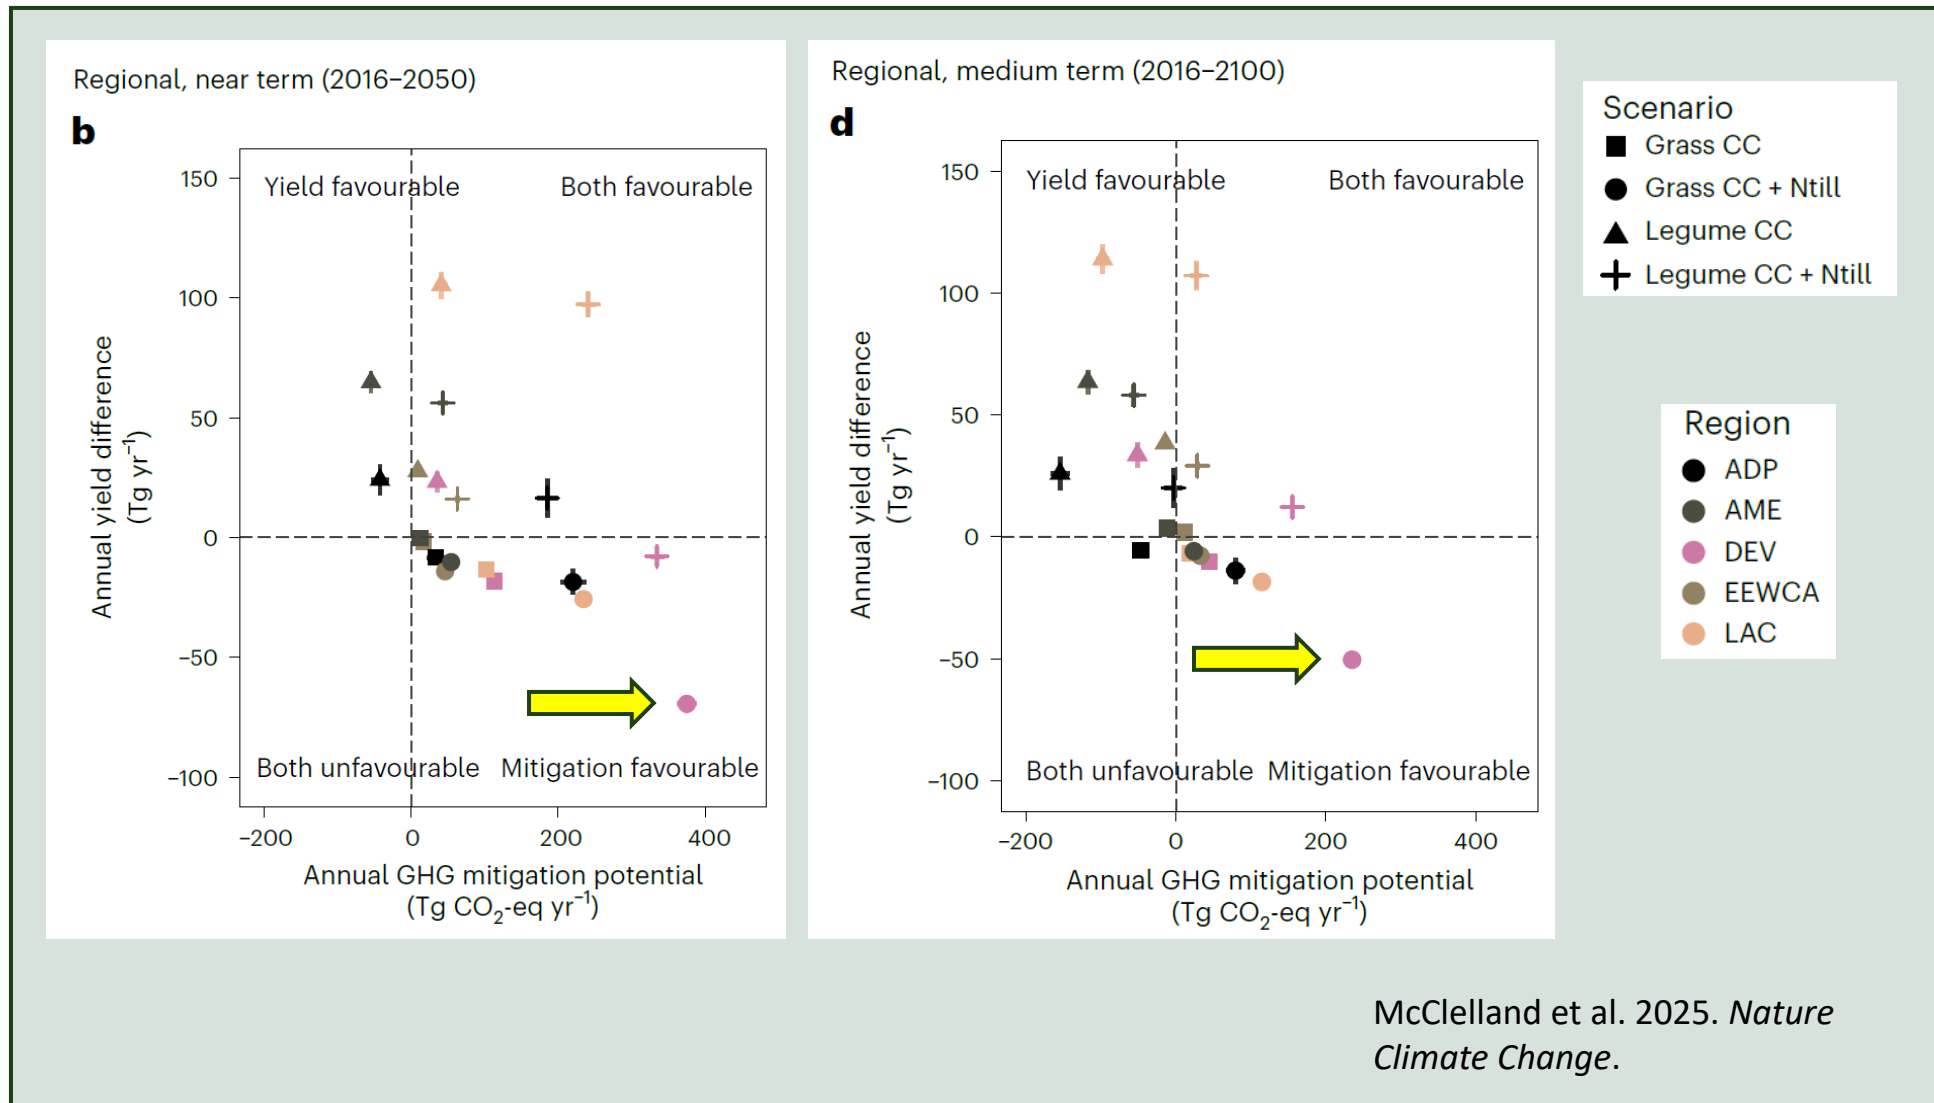 Regional, near term (2016–2050)
b
Yield favourable
Both favourable
150
100
50
0
−50
−100
Annual yield difference
(Tg yr⁻¹)
Both unfavourable
Mitigation favourable
−200
0
200
400
Annual GHG mitigation potential
(Tg CO₂-eq yr⁻¹)
Regional, medium term (2016–2100)
d
Yield favourable
Both favourable
150
100
50
0
−50
−100
Annual yield difference
(Tg yr⁻¹)
Both unfavourable
Mitigation favourable
−200
0
200
400
Annual GHG mitigation potential
(Tg CO₂-eq yr⁻¹)
Scenario
Grass CC
Grass CC + Ntill
Legume CC
Legume CC + Ntill
Region
ADP
AME
DEV
EEWCA
LAC
McClelland et al. 2025. Nature
Climate Change.